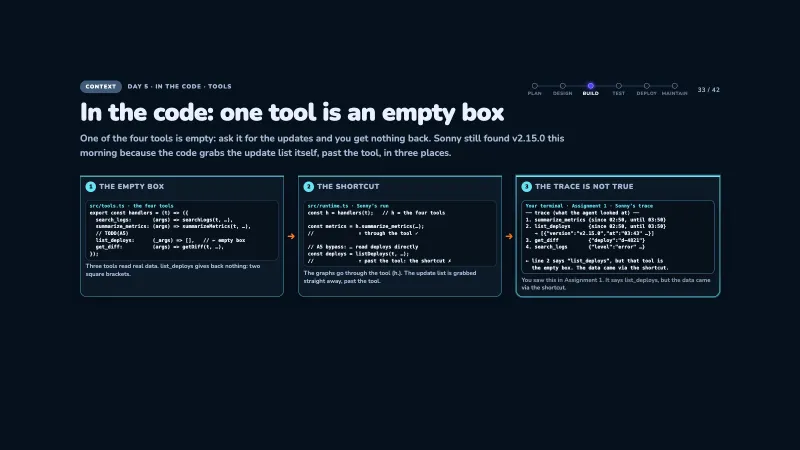 CONTEXT DAY 5 · IN THE CODE · TOOLS
PLAN DESIGN BUILD TEST DEPLOY MAINTAIN
33 / 42
In the code: one tool is an empty box
One of the four tools is empty: ask it for the updates and you get nothing back. Sonny still found v2.15.0 this
morning because the code grabs the update list itself, past the tool, in three places.
1 THE EMPTY BOX
src/tools.ts · the four tools
export const handlers = (t) => ({
search_logs: (args) => searchLogs(t, …),
summarize_metrics: (args) => summarizeMetrics(t, …),
// TODO(A5)
list_deploys: (_args) => [], // ← empty box
get_diff: (args) => getDiff(t, …),
});
Three tools read real data. list_deploys gives back nothing: two
square brackets.
➔
2 THE SHORTCUT
src/runtime.ts · Sonny's run
const h = handlers(t); // h = the four tools
const metrics = h.summarize_metrics(…);
// ↑ through the tool ✓
// A5 bypass: … read deploys directly
const deploys = listDeploys(t, …);
// ↑ past the tool: the shortcut ✗
The graphs go through the tool (h.). The update list is grabbed
straight away, past the tool.
➔
3 THE TRACE IS NOT TRUE
Your terminal · Assignment 1 · Sonny's trace
── trace (what the agent looked at) ──
1. summarize_metrics {since 02:50, until 03:50}
2. list_deploys {since 02:50, until 03:50}
→ [{"version":"v2.15.0","at":"03:43" …}]
3. get_diff {"deploy":"d-4821"}
4. search_logs {"level":"error" …}
← line 2 says "list_deploys", but that tool is
the empty box. The data came via the shortcut.
You saw this in Assignment 1. It says list_deploys, but the data came
via the shortcut.